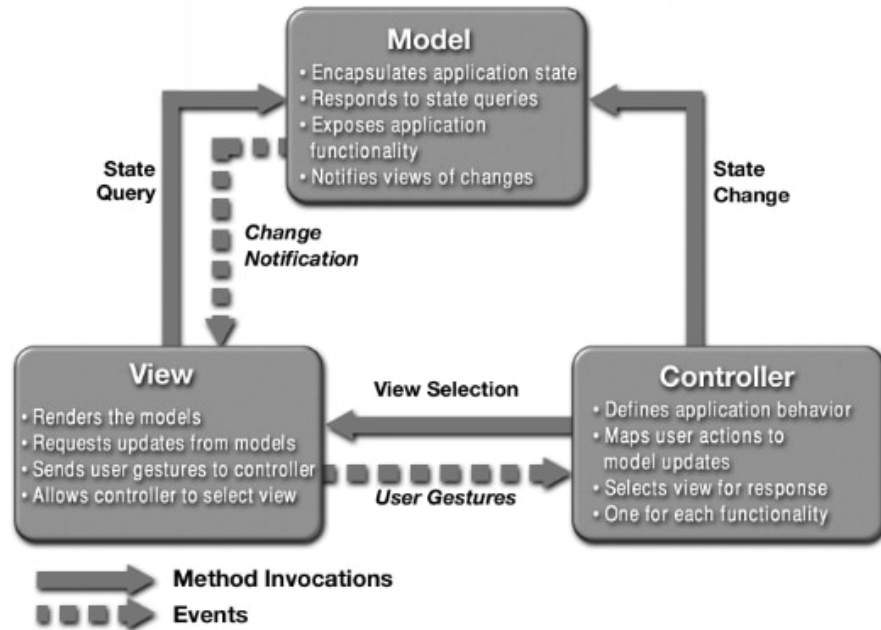 Model
• Encapsulates application state
• Responds to state queries
• Exposes application
functionality
• Notifies views of changes
State
Query
State
Change
Change
Notification
View
• Renders the models
• Requests updates from models
• Sends user gestures to controller
• Allows controller to select view
View Selection
User Gestures
Controller
• Defines application behavior
• Maps user actions to
model updates
• Selects view for response
• One for each functionality
Method Invocations
Events